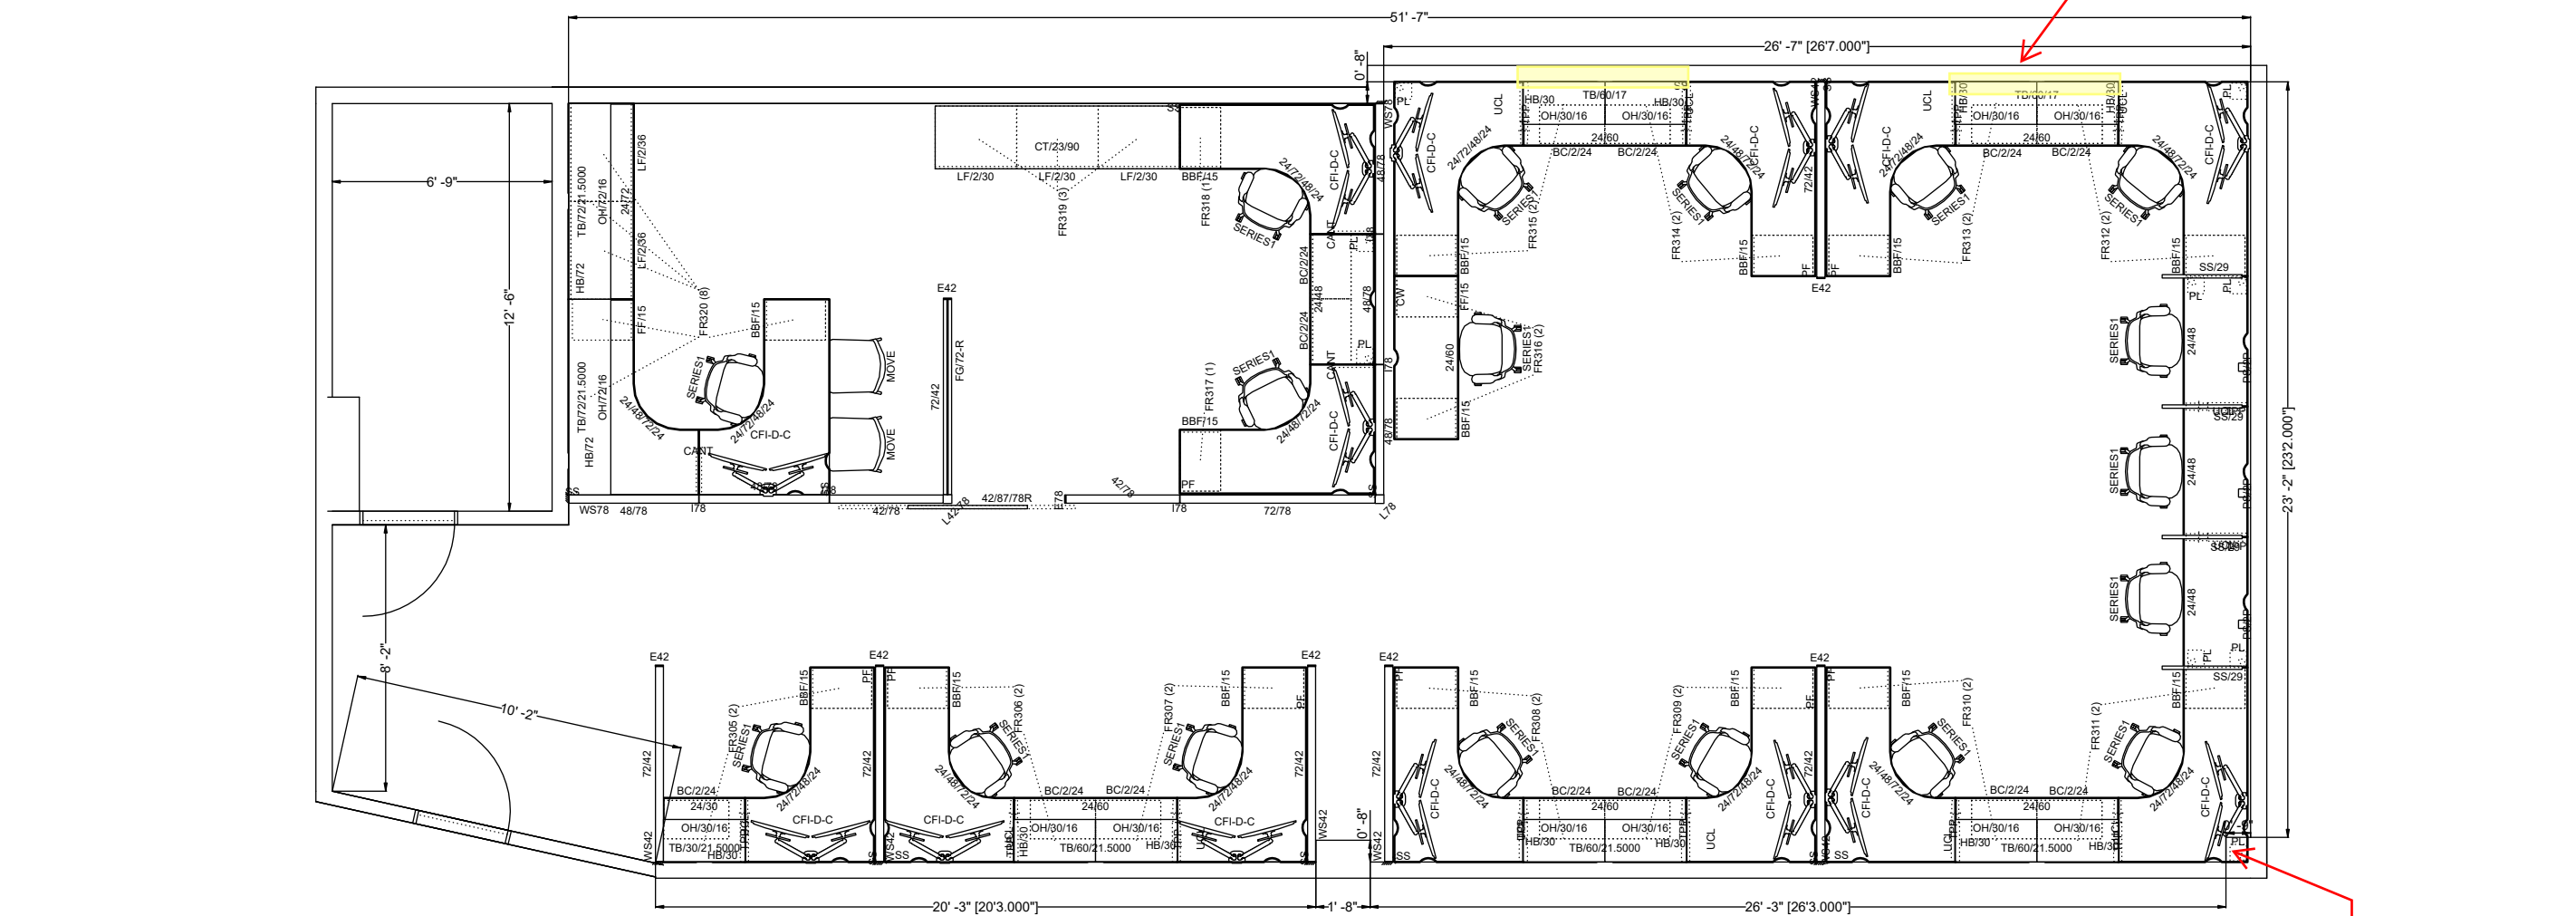 51' -7"
26' -7" [26'7.000"]
0' -8"
6' -9"
12' -6"
TB/72/21.5000
OH/72/16
24/72
HB/72
LF/2/36
LF/2/36
FF/15
TB/72/21.5000
OH/72/16
HB/72
FR320 (8)
BBF/15
SERIES1
24/48/72/24
24/72/48/24
CFI-D-C
CANT
MOVE
MOVE
E42
72/42
FG/72-R
WS78
48/78
I78
42/78
L42-78
42/87/78R
E78
42/78
I78
72/78
L78
CT/23/90
LF/2/30
LF/2/30
LF/2/30
BBF/15
FR319 (3)
FR318 (1)
SERIES1
24/72/48/24
CFI-D-C
CANT
PL
BC/2/24
24/48
BC/2/24
48/78
PL
CANT
FR317 (1)
BBF/15
PF
SERIES1
24/48/72/24
CFI-D-C
SS
WS78
48/78
I78
48/78
PL
CFI-D-C
UCL
HB/30
TB/60/17
HB/30
OH/30/16
OH/30/16
24/60
BC/2/24
BC/2/24
24/72/48/24
24/48/72/24
CFI-D-C
72/42
SERIES1
SERIES1
FR315 (2)
FR314 (2)
BBF/15
BBF/15
PF
E42
CW
FF/15
24/60
BBF/15
SERIES1
FR316 (2)
CFI-D-C
UCL
HB/30
TB/60/17
HB/30
UCL
OH/30/16
OH/30/16
24/60
BC/2/24
BC/2/24
24/72/48/24
24/48/72/24
CFI-D-C
PL
SERIES1
SERIES1
FR313 (2)
FR312 (2)
PF
BBF/15
BBF/15
SS/29
PL
PL
SERIES1
24/48
SS/29
SERIES1
24/48
SS/29
SERIES1
24/48
PL
PL
SS/29
23' -2" [23'2.000"]
8' -2"
10' -2"
E42
72/42
WS42
BC/2/24
24/30
OH/30/16
TB/30/21.5000
HB/30
FR305 (2)
SERIES1
BBF/15
PF
24/72/48/24
CFI-D-C
E42
72/42
WS42
SS
PF
BBF/15
FR306 (2)
SERIES1
24/48/72/24
CFI-D-C
HB/30
BC/2/24
BC/2/24
24/60
OH/30/16
OH/30/16
TB/60/21.5000
HB/30
FR307 (2)
SERIES1
BBF/15
PF
24/72/48/24
CFI-D-C
E42
72/42
WS42
0' -8"
E42
72/42
WS42
SS
PF
BBF/15
FR308 (2)
SERIES1
24/48/72/24
CFI-D-C
BC/2/24
BC/2/24
24/60
OH/30/16
OH/30/16
HB/30
TB/60/21.5000
HB/30
UCL
FR309 (2)
SERIES1
BBF/15
PF
24/72/48/24
CFI-D-C
E42
72/42
WS42
SS
PF
BBF/15
FR310 (2)
SERIES1
24/48/72/24
CFI-D-C
UCL
BC/2/24
BC/2/24
24/60
OH/30/16
OH/30/16
HB/30
TB/60/21.5000
HB/30
FR311 (2)
SERIES1
BBF/15
24/72/48/24
CFI-D-C
PL
20' -3" [20'3.000"]
1' -8"
26' -3" [26'3.000"]